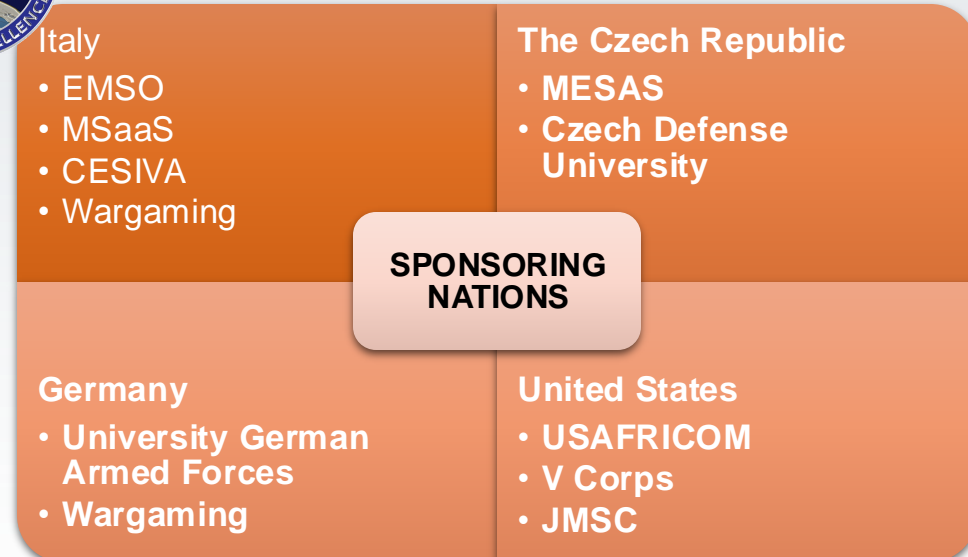 Italy
• EMSO
• MSaaS
• CESIVA
• Wargaming
The Czech Republic
• MESAS
• Czech Defense
University
SPONSORING
NATIONS
Germany
• University German
Armed Forces
• Wargaming
United States
• USAFRICOM
• V Corps
• JMSC